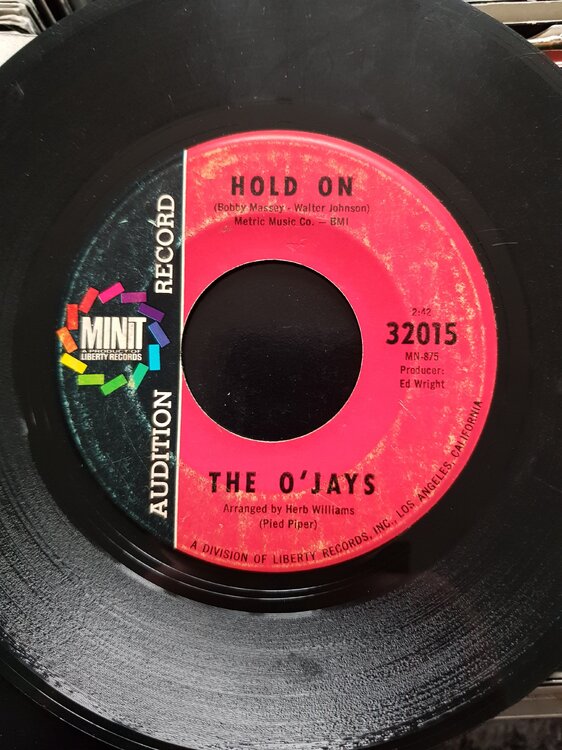 HOLD ON
(Bobby Massey - Walter Johnson)
Metric Music Co. — BMI
AUDITION RECORD
MINIT
A PRODUCT OF
LIBERTY RECORDS
2:42
32015
MN-875
Producer:
Ed Wright
THE O'JAYS
Arranged by Herb Williams
(Pied Piper)
A DIVISION OF LIBERTY RECORDS, INC., LOS ANGELES, CALIFORNIA